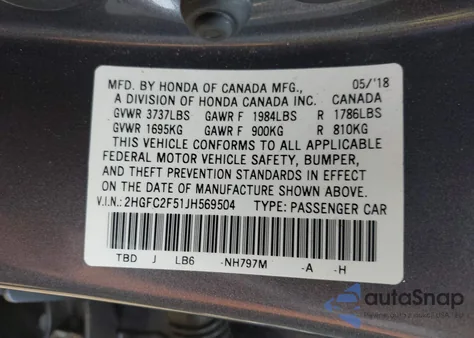 MFD. BY HONDA OF CANADA MFG., 05/'18
A DIVISION OF HONDA CANADA INC. CANADA
GVWR 3737LBS GAWR F 1984LBS R 1786LBS
GVWR 1695KG GAWR F 900KG R 810KG
THIS VEHICLE CONFORMS TO ALL APPLICABLE
FEDERAL MOTOR VEHICLE SAFETY, BUMPER,
AND THEFT PREVENTION STANDARDS IN EFFECT
ON THE DATE OF MANUFACTURE SHOWN ABOVE.
V.I.N.: 2HGFC2F51JH569504 TYPE: PASSENGER CAR
TBD J LB6 -NH797M -A -H
autoSnap